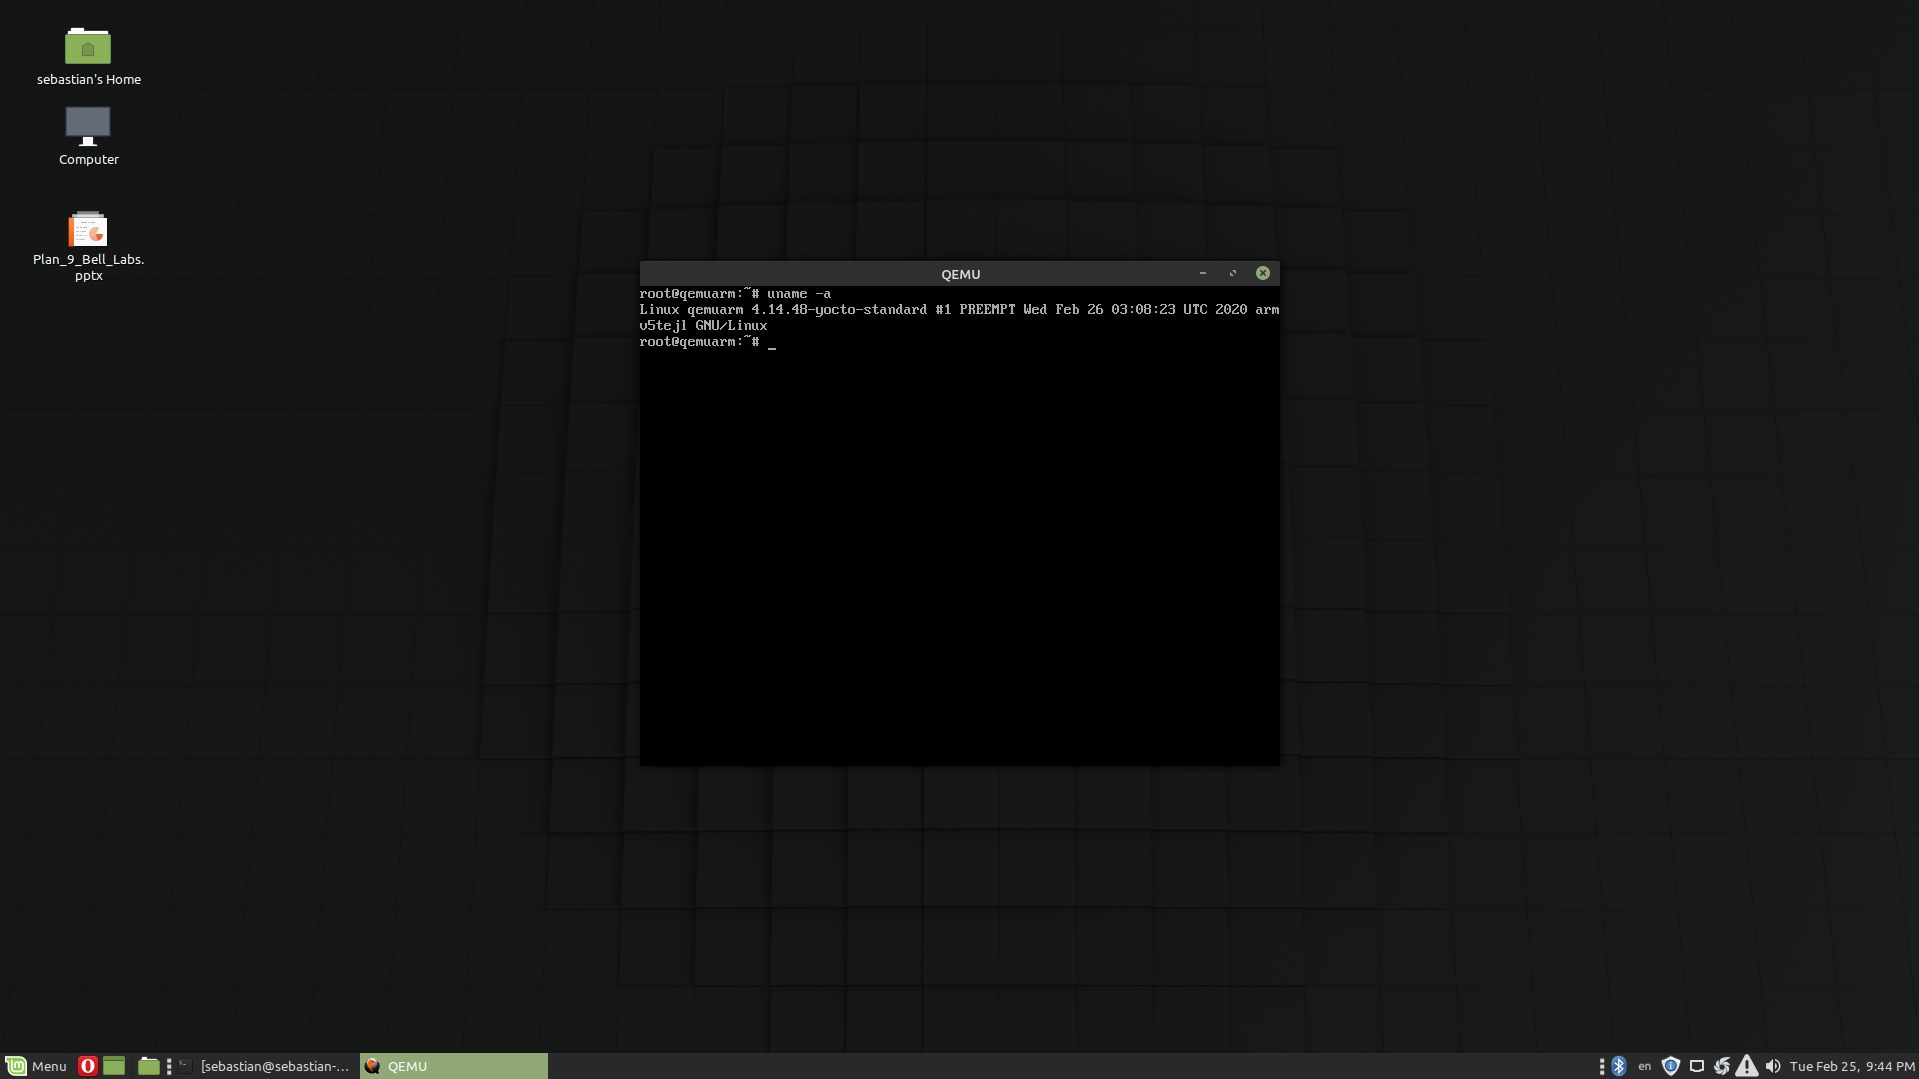 sebastian's Home
Computer
Plan_9_Bell_Labs.
pptx
QEMU
root@qemuarm:~# uname -a
Linux qemuarm 4.14.48-yocto-standard #1 PREEMPT Wed Feb 26 03:08:23 UTC 2020 arm
v5tejl GNU/Linux
root@qemuarm:~# _
Menu
[sebastian@sebastian-...
QEMU
en
Tue Feb 25, 9:44 PM